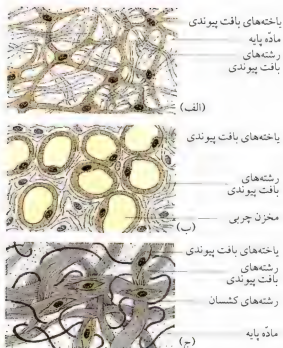 یاخته‌های بافت پیوندی
مادّه پایه
رشته‌های
بافت پیوندی
(الف)
یاخته‌های بافت پیوندی
رشته‌های
بافت پیوندی
مخزن چربی
(ب)
یاخته‌های بافت پیوندی
رشته‌های
بافت پیوندی
رشته‌های کشسان
مادّه پایه
(ج)